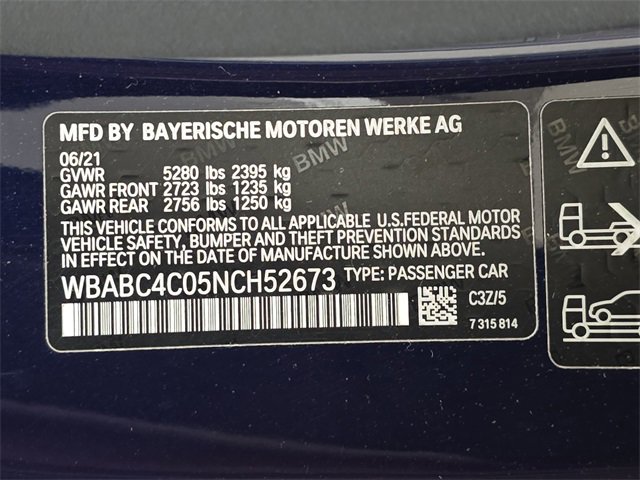 MFD BY BAYERISCHE MOTOREN WERKE AG
06/21
GVWR 5280 lbs 2395 kg
GAWR FRONT 2723 lbs 1235 kg
GAWR REAR 2756 lbs 1250 kg
THIS VEHICLE CONFORMS TO ALL APPLICABLE U.S.FEDERAL MOTOR
VEHICLE SAFETY, BUMPER AND THEFT PREVENTION STANDARDS
IN EFFECT ON THE DATE OF MANUFACTURE SHOWN ABOVE.
WBABC4C05NCH52673 TYPE: PASSENGER CAR
C3Z/5
7 315 814
BMW
BMW
BMW